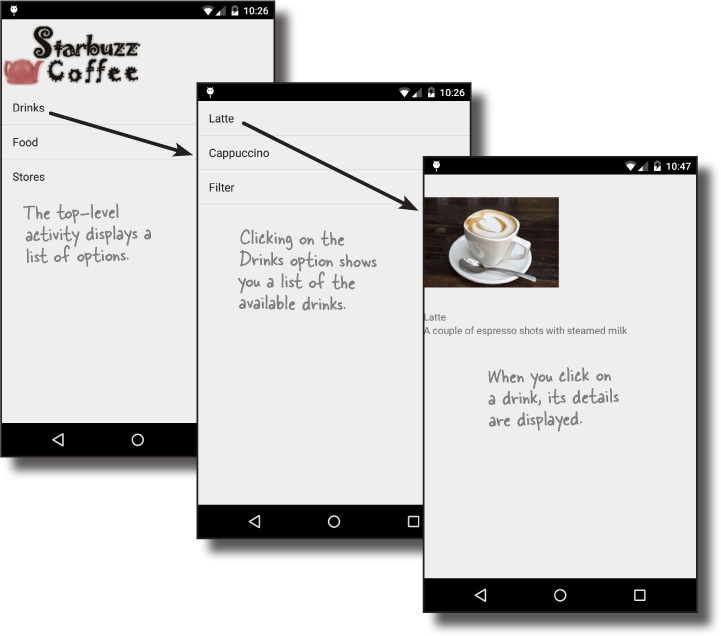 10:26
Starbuzz
Coffee
Drinks
Food
Stores
The top-level
activity displays a
list of options.
10:26
Latte
Cappuccino
Filter
Clicking on the
Drinks option shows
you a list of the
available drinks.
10:47
Latte
A couple of espresso shots with steamed milk
When you click on
a drink, its details
are displayed.